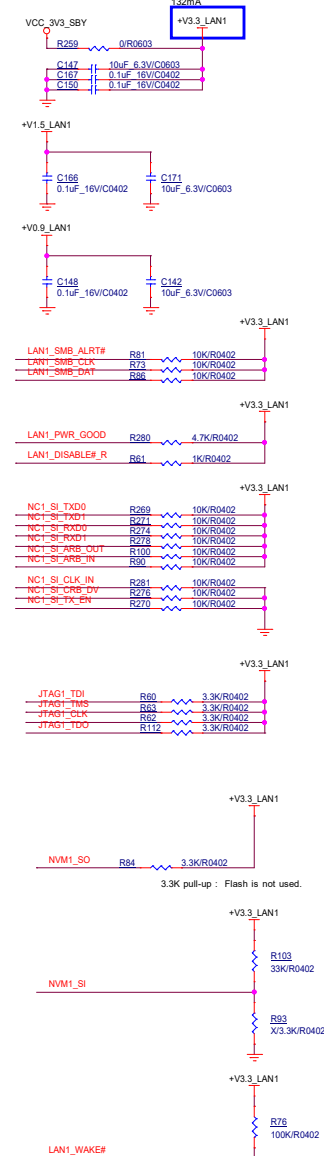 132mA
VCC_3V3_SBY +V3.3_LAN1
R259 0/R0603
C147 10uF_6.3V/C0603
C167 0.1uF_16V/C0402
C150 0.1uF_16V/C0402
+V1.5_LAN1
C166 C171
0.1uF_16V/C0402 10uF_6.3V/C0603
+V0.9_LAN1
C148 C142
0.1uF_16V/C0402 10uF_6.3V/C0603
+V3.3_LAN1
LAN1_SMB_ALRT# R81 10K/R0402
LAN1_SMB_CLK R73 10K/R0402
LAN1_SMB_DAT R86 10K/R0402
+V3.3_LAN1
LAN1_PWR_GOOD R280 4.7K/R0402
LAN1_DISABLE#_R R61 1K/R0402
+V3.3_LAN1
NC1_SI_TXD0 R269 10K/R0402
NC1_SI_TXD1 R271 10K/R0402
NC1_SI_RXD0 R274 10K/R0402
NC1_SI_RXD1 R278 10K/R0402
NC1_SI_ARB_OUT R100 10K/R0402
NC1_SI_ARB_IN R90 10K/R0402
NC1_SI_CLK_IN R281 10K/R0402
NC1_SI_CRB_DV R276 10K/R0402
NC1_SI_TX_EN R270 10K/R0402
+V3.3_LAN1
JTAG1_TDI R60 3.3K/R0402
JTAG1_TMS R63 3.3K/R0402
JTAG1_CLK R62 3.3K/R0402
JTAG1_TDO R112 3.3K/R0402
+V3.3_LAN1
NVM1_SO R84 3.3K/R0402
3.3K pull-up : Flash is not used.
+V3.3_LAN1
R103
33K/R0402
NVM1_SI
R93
X/3.3K/R0402
+V3.3_LAN1
R76
100K/R0402
LAN1_WAKE#